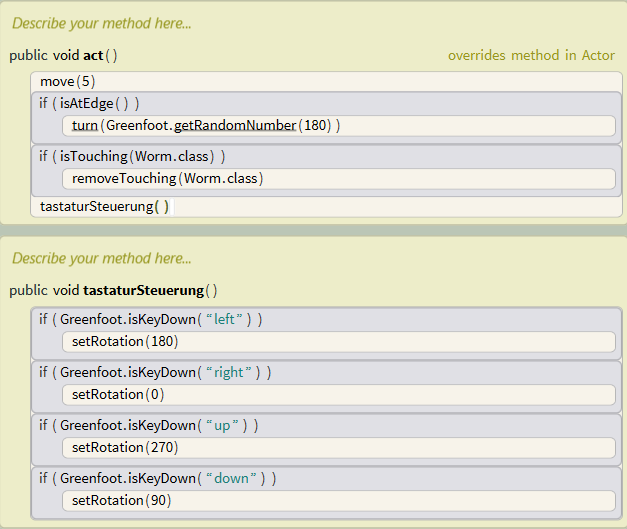 Describe your method here...
public void act() overrides method in Actor
move(5)
if (isAtEdge())
turn(Greenfoot.getRandomNumber(180))
if (isTouching(Worm.class))
removeTouching(Worm.class)
tastaturSteuerung()
Describe your method here...
public void tastaturSteuerung()
if (Greenfoot.isKeyDown(“left”))
setRotation(180)
if (Greenfoot.isKeyDown(“right”))
setRotation(0)
if (Greenfoot.isKeyDown(“up”))
setRotation(270)
if (Greenfoot.isKeyDown(“down”))
setRotation(90)